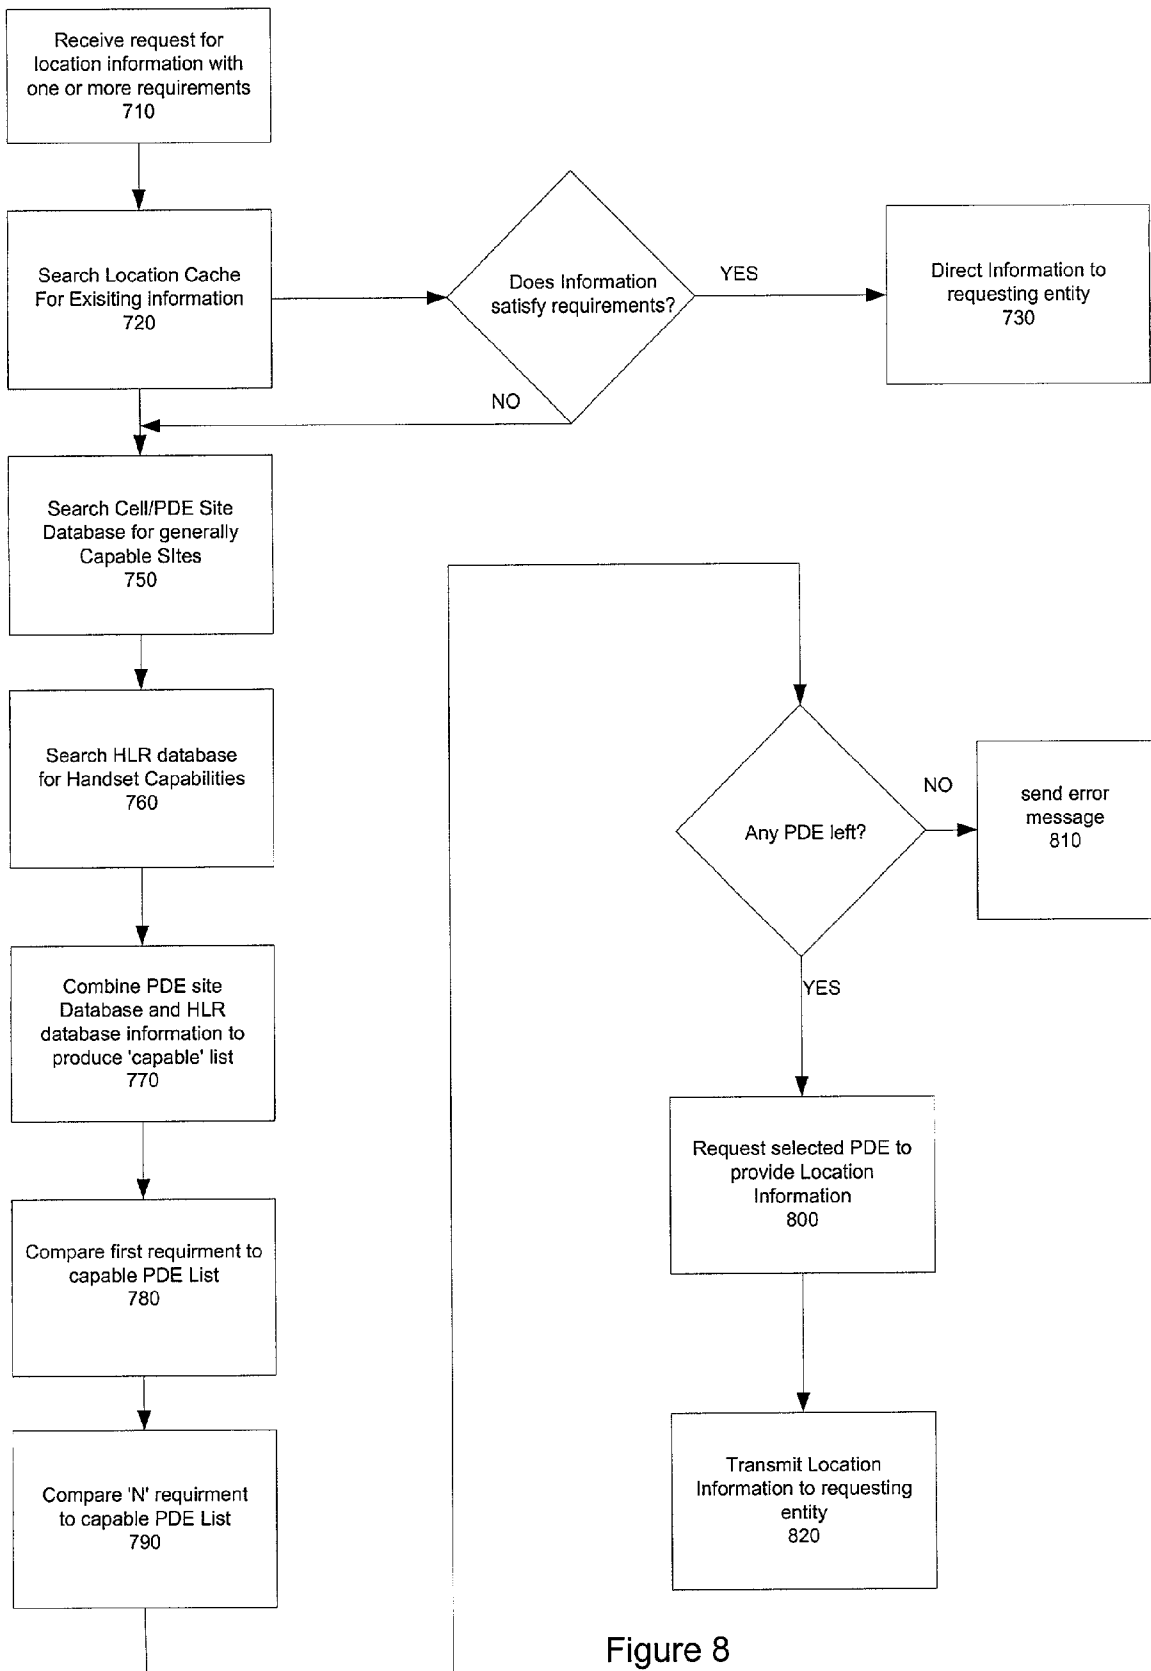 Receive request for
location information with
one or more requirements
710
Search Location Cache
For Exisiting information
720
Does Information
satisfy requirements?
YES
NO
Direct Information to
requesting entity
730
Search Cell/PDE Site
Database for generally
Capable SItes
750
Search HLR database
for Handset Capabilities
760
Combine PDE site
Database and HLR
database information to
produce 'capable' list
770
Compare first requirment to
capable PDE List
780
Compare 'N' requirment
to capable PDE List
790
Any PDE left?
NO
send error
message
810
YES
Request selected PDE to
provide Location
Information
800
Transmit Location
Information to requesting
entity
820
Figure 8